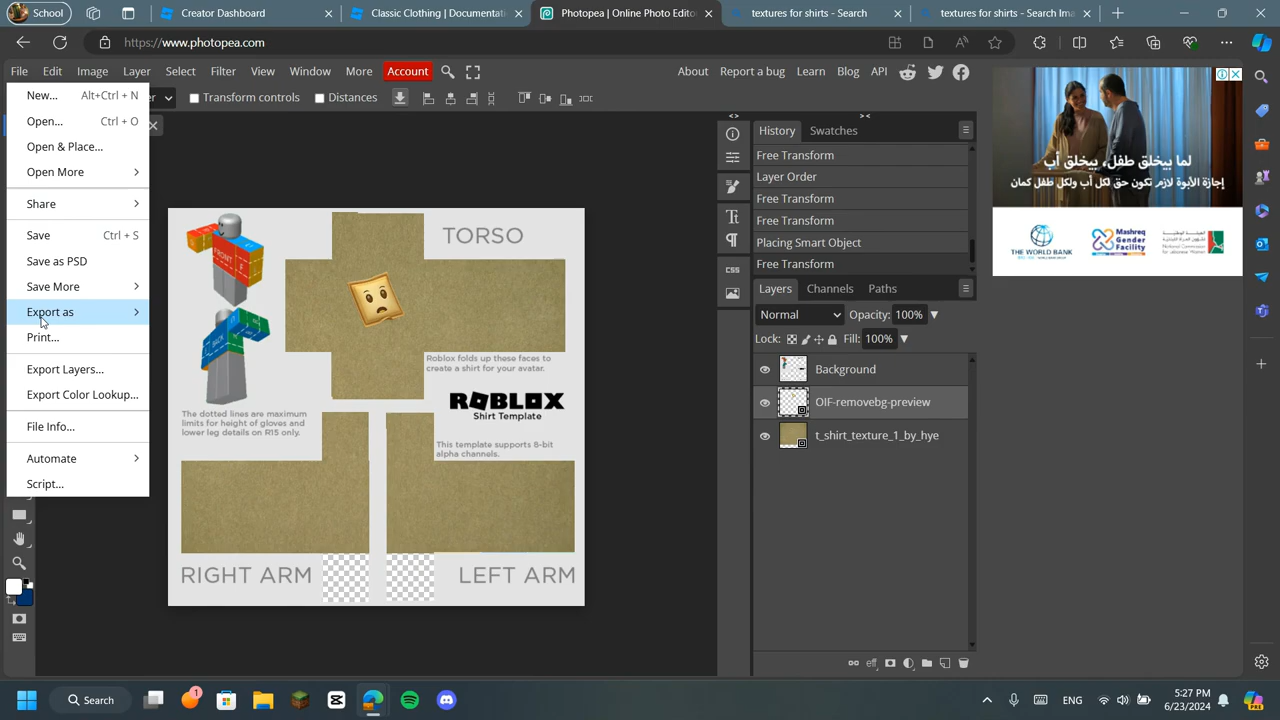 Create Dashboard
Classic Clothing | Documentat
Photopea | Online Photo Editor
textures for shirts - Search
textures for shirts - Search Ima
https://www.photopea.com
File Edit Image Layer Select Filter View Window More Account
About Report a bug Learn Blog API
Transform controls Distances
New... Alt+Ctrl + N
Open... Ctrl + O
Open & Place...
Open More
Share
Save Ctrl + S
Save as PSD
Save More
Export as
Print...
Export Layers...
Export Color Lookup...
File Info...
Automate
Script...
TORSO
FRONT
BACK
Roblox folds up these faces to
create a shirt for your avatar.
ROBLOX
Shirt Template
The dotted lines are maximum
limits for height of gloves and
lower leg details on R15 only.
This template supports 8-bit
alpha channels.
RIGHT ARM
LEFT ARM
CSS
History Swatches
Free Transform
Layer Order
Free Transform
Free Transform
Placing Smart Object
Free Transform
Layers Channels Paths
Normal Opacity: 100%
Lock: Fill: 100%
Background
OIF-removebg-preview
t_shirt_texture_1_by_hye
eff
لما بيخلق طفل، بيخلق أب
إجازة الأبوة لازم تكون حق لكل أب ولكل طفل كمان
THE WORLD BANK
Mashreq
Gender
Facility
Search
1
ENG
5:27 PM
6/23/2024